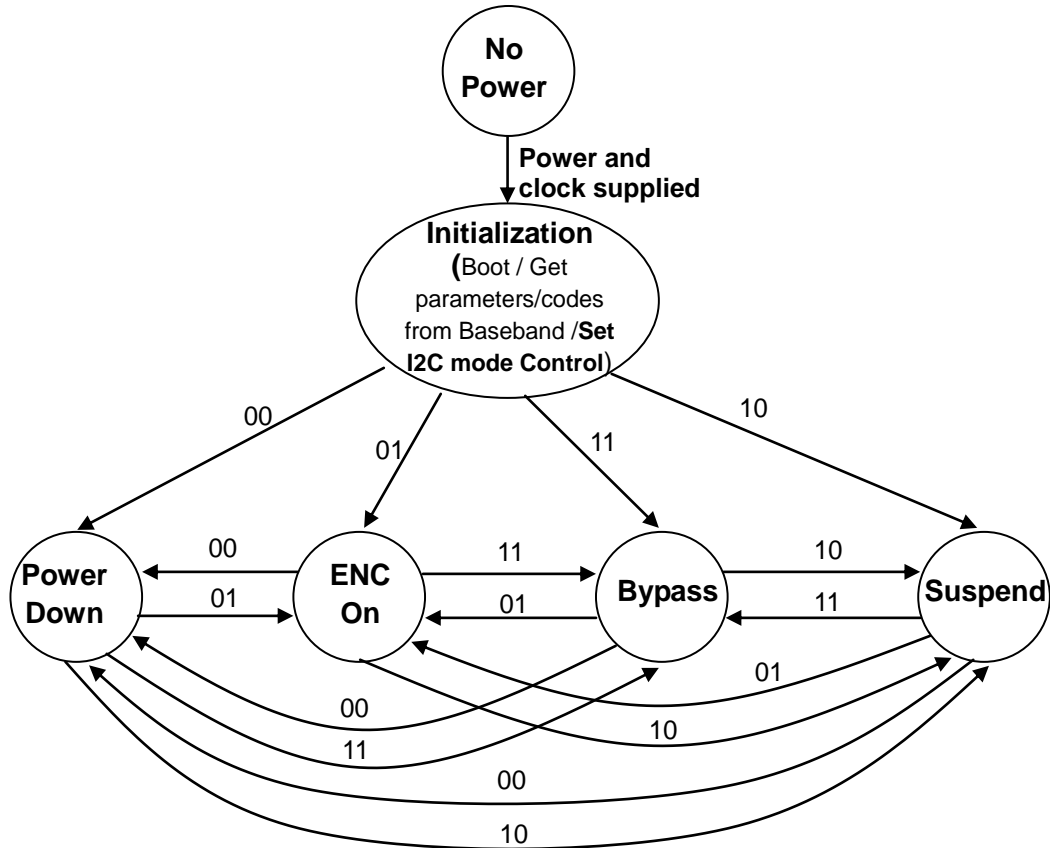 No
Power
Power and
clock supplied
Initialization
(Boot / Get
parameters/codes
from Baseband /Set
I2C mode Control)
00
01
11
10
Power
Down
00
01
ENC
On
11
01
Bypass
10
11
Suspend
00
11
10
01
00
10